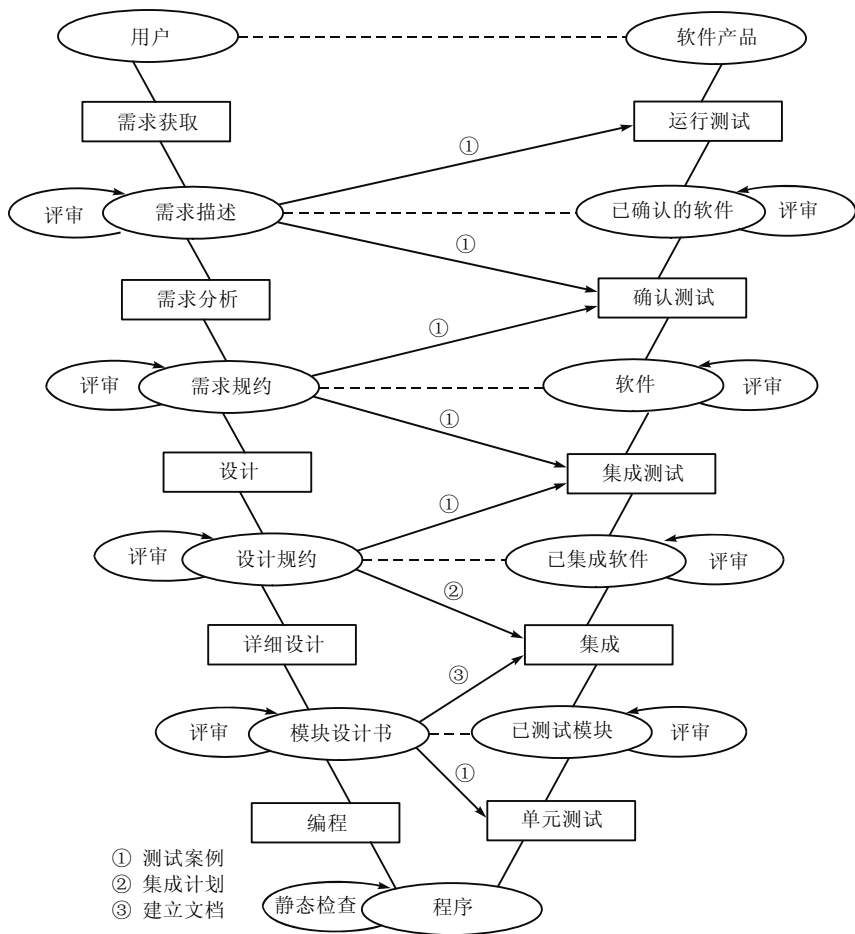 用户
软件产品
需求获取
运行测试
①
评审
需求描述
已确认的软件
评审
①
需求分析
确认测试
①
评审
需求规约
软件
评审
①
设计
集成测试
①
评审
设计规约
已集成软件
评审
②
详细设计
集成
③
评审
模块设计书
已测试模块
评审
①
编程
单元测试
① 测试案例
② 集成计划
③ 建立文档
静态检查
程序